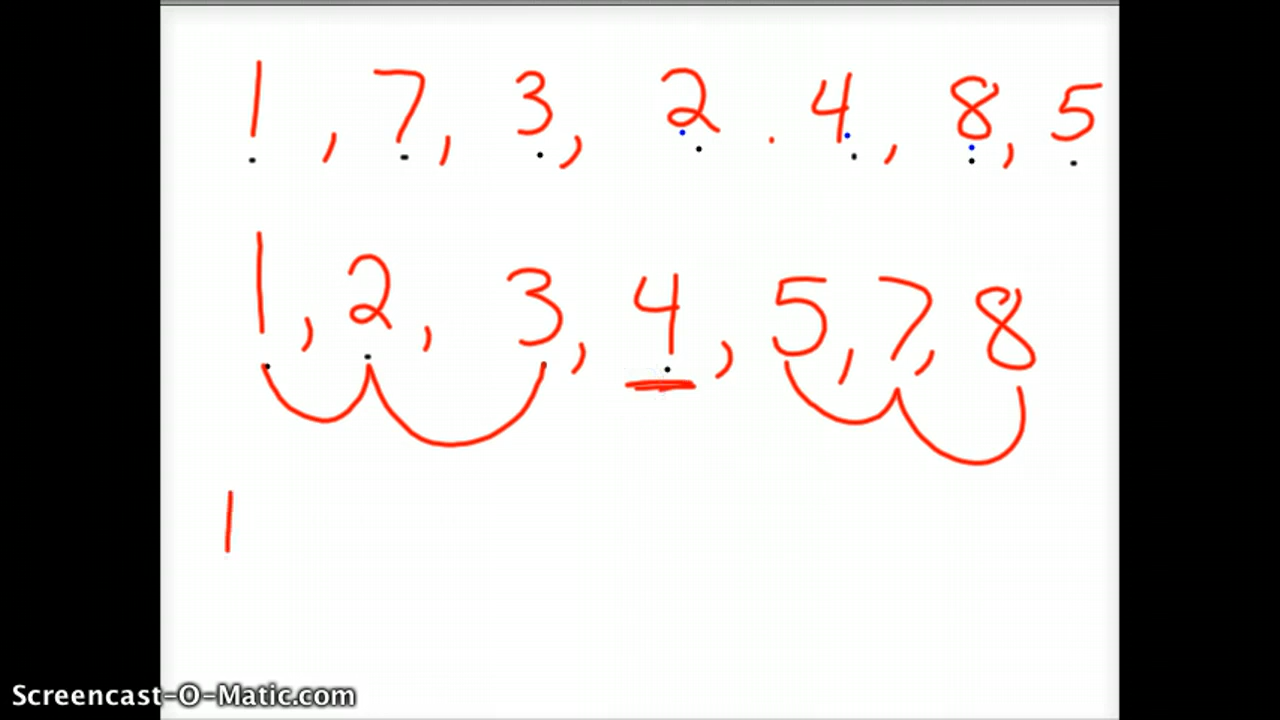 1, 7, 3, 2 . 4, 8, 5
1, 2, 3, 4, 5, 7, 8
1
Screencast-O-Matic.com